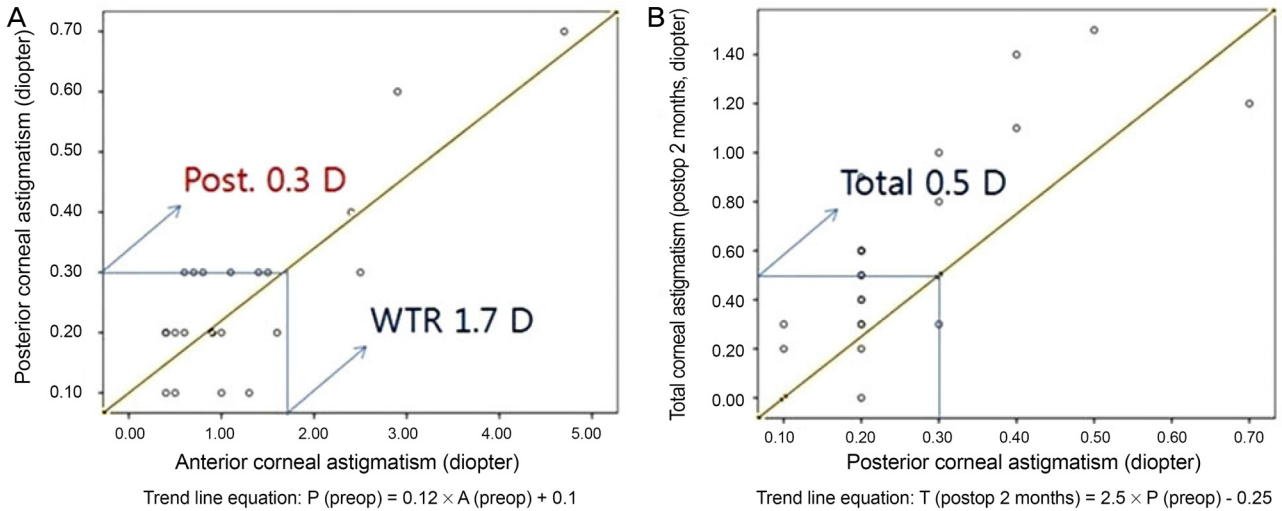 A
Posterior corneal astigmatism (diopter)
0.70
0.60
0.50
0.40
0.30
0.20
0.10
Post. 0.3 D
WTR 1.7 D
0.00 1.00 2.00 3.00 4.00 5.00
Anterior corneal astigmatism (diopter)
Trend line equation: P (preop) = 0.12 × A (preop) + 0.1
B
Total corneal astigmatism (postop 2 months, diopter)
1.40
1.20
1.00
0.80
0.60
0.40
0.20
0.00
Total 0.5 D
0.10 0.20 0.30 0.40 0.50 0.60 0.70
Posterior corneal astigmatism (diopter)
Trend line equation: T (postop 2 months) = 2.5 × P (preop) - 0.25